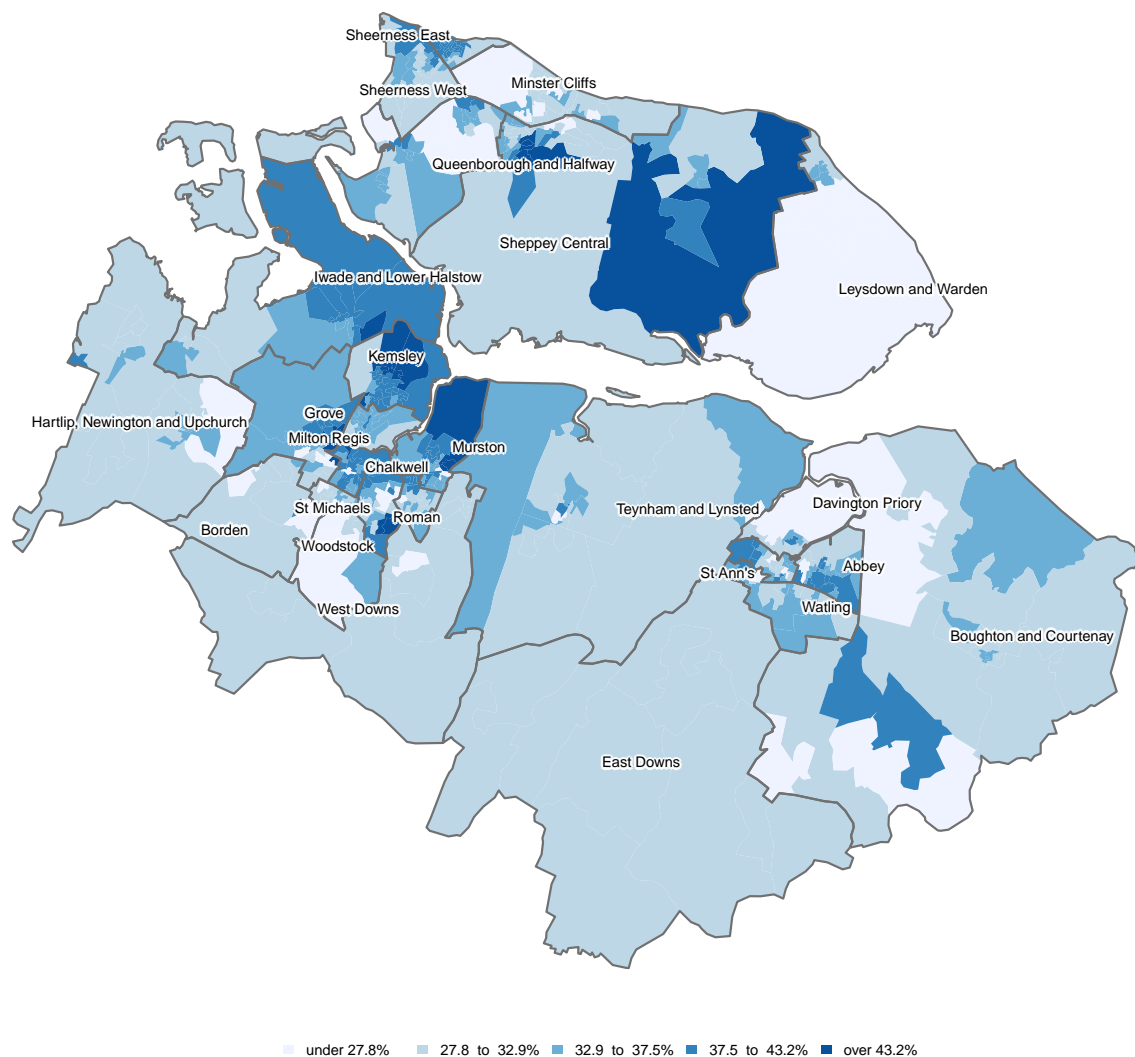 Sheerness East
Sheerness West
Minster Cliffs
Queenborough and Halfway
Sheppey Central
Iwade and Lower Halstow
Leysdown and Warden
Kemsley
Grove
Hartlip, Newington and Upchurch
Milton Regis
Murston
Chalkwell
Davington Priory
St Michaels
Teynham and Lynsted
Roman
Borden
Woodstock
Abbey
St Ann's
West Downs
Watling
Boughton and Courtenay
East Downs
under 27.8% 27.8 to 32.9% 32.9 to 37.5% 37.5 to 43.2% over 43.2%